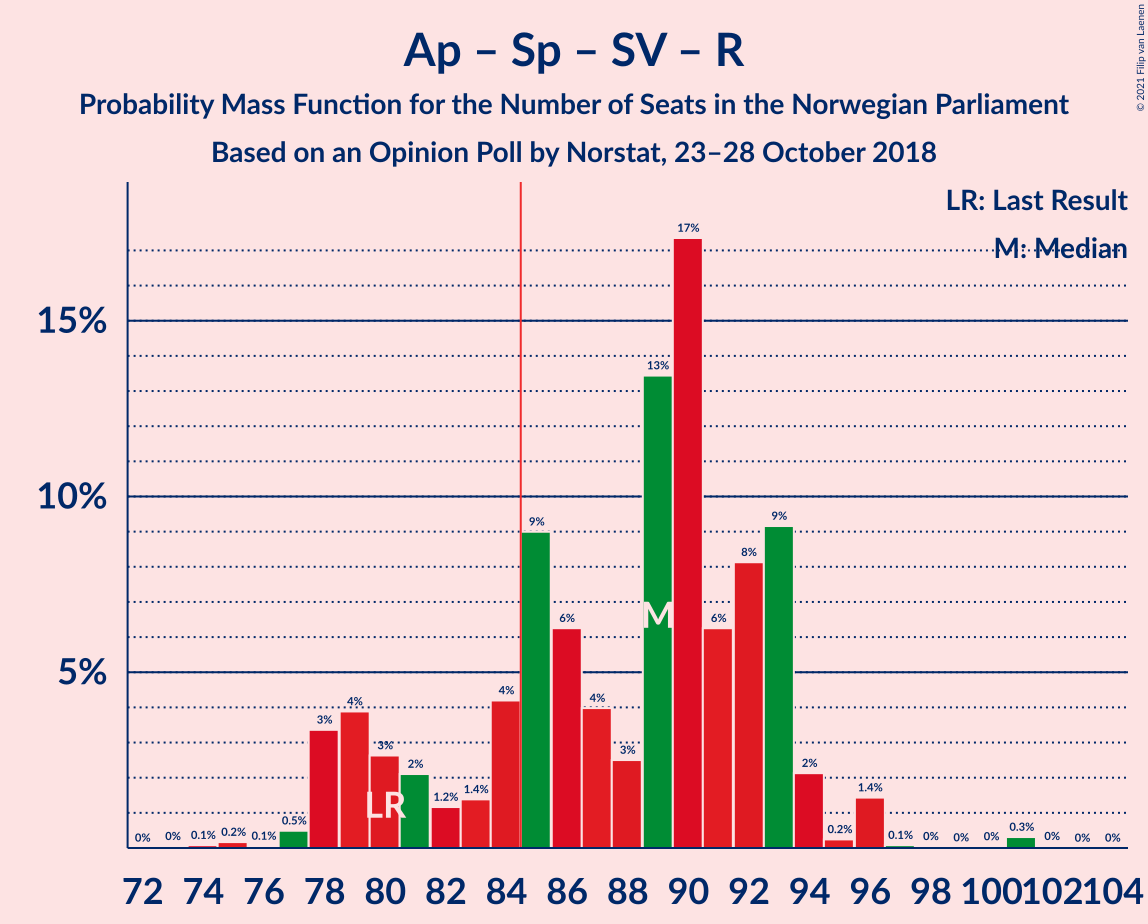 Ap – Sp – SV – R
Probability Mass Function for the Number of Seats in the Norwegian Parliament
Based on an Opinion Poll by Norstat, 23–28 October 2018
© 2021 Filip van Laenen
LR: Last Result
M: Median
15%
10%
5%
0% 0% 0.1% 0.2% 0.1% 0.5% 3% 4% 3% 2% 1.2% 1.4% 4% 9% 6% 4% 3% 13% 17% 6% 8% 9% 2% 0.2% 1.4% 0.1% 0% 0% 0% 0.3% 0% 0% 0%
LR
M
72 74 76 78 80 82 84 86 88 90 92 94 96 98 100 102 104